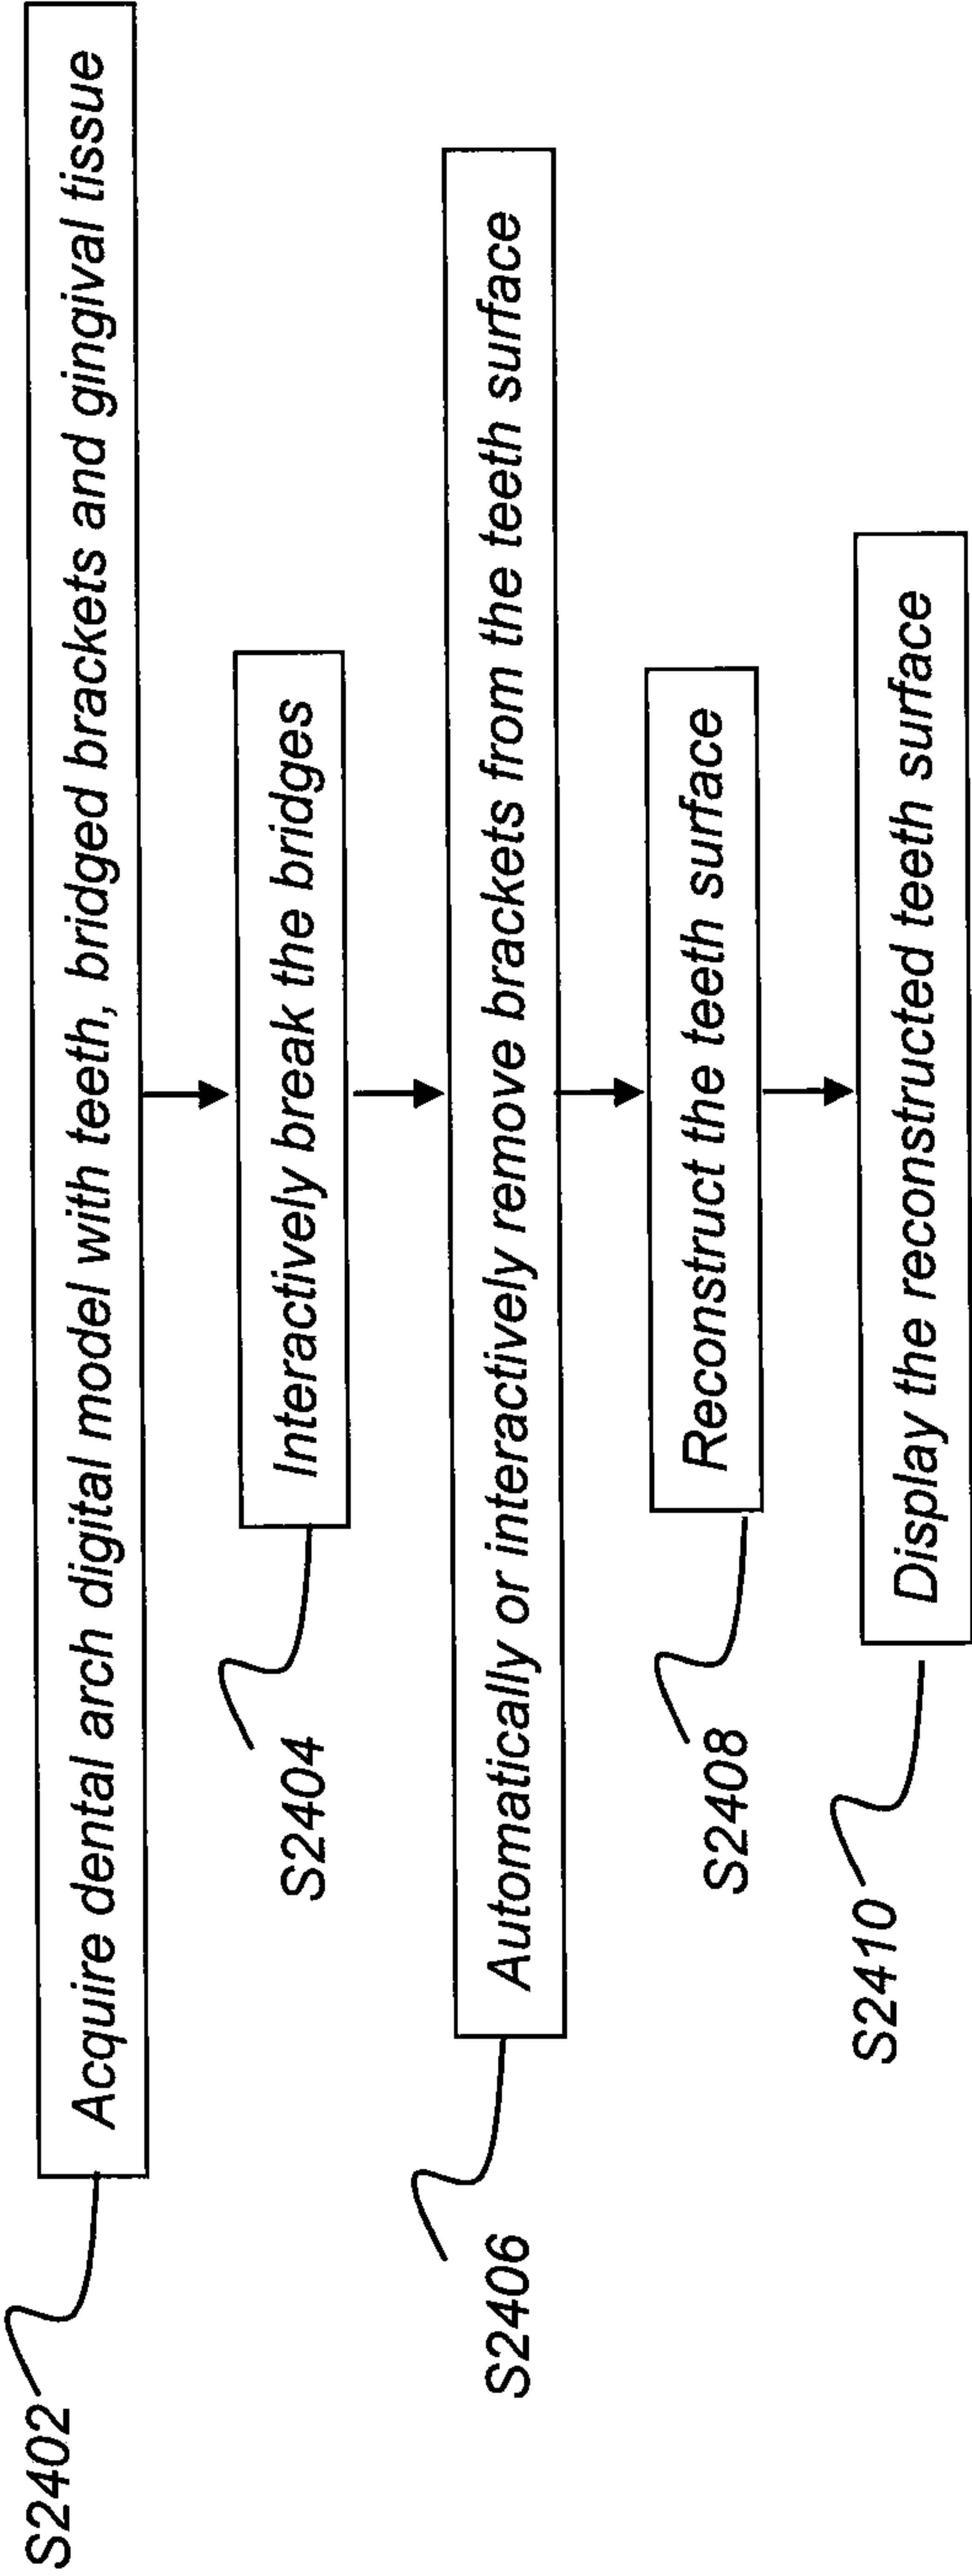 S2402
Acquire dental arch digital model with teeth, bridged brackets and gingival tissue
S2404
Interactively break the bridges
S2406
Automatically or interactively remove brackets from the teeth surface
S2408
Reconstruct the teeth surface
S2410
Display the reconstructed teeth surface